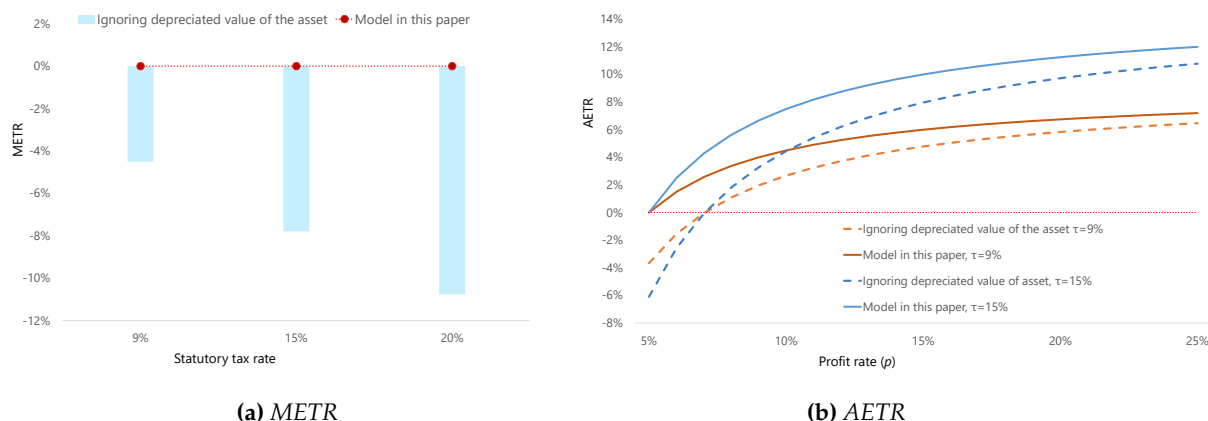 Ignoring depreciated value of the asset Model in this paper
2%
0%
-2%
-4%
-6%
-8%
-10%
-12%
METR
9% 15% 20%
Statutory tax rate
(a) METR
14%
12%
10%
8%
6%
4%
2%
0%
-2%
-4%
-6%
-8%
AETR
Ignoring depreciated value of the asset τ=9%
Model in this paper, τ=9%
Ignoring depreciated value of asset, τ=15%
Model in this paper, τ=15%
5% 10% 15% 20% 25%
Profit rate (p)
(b) AETR